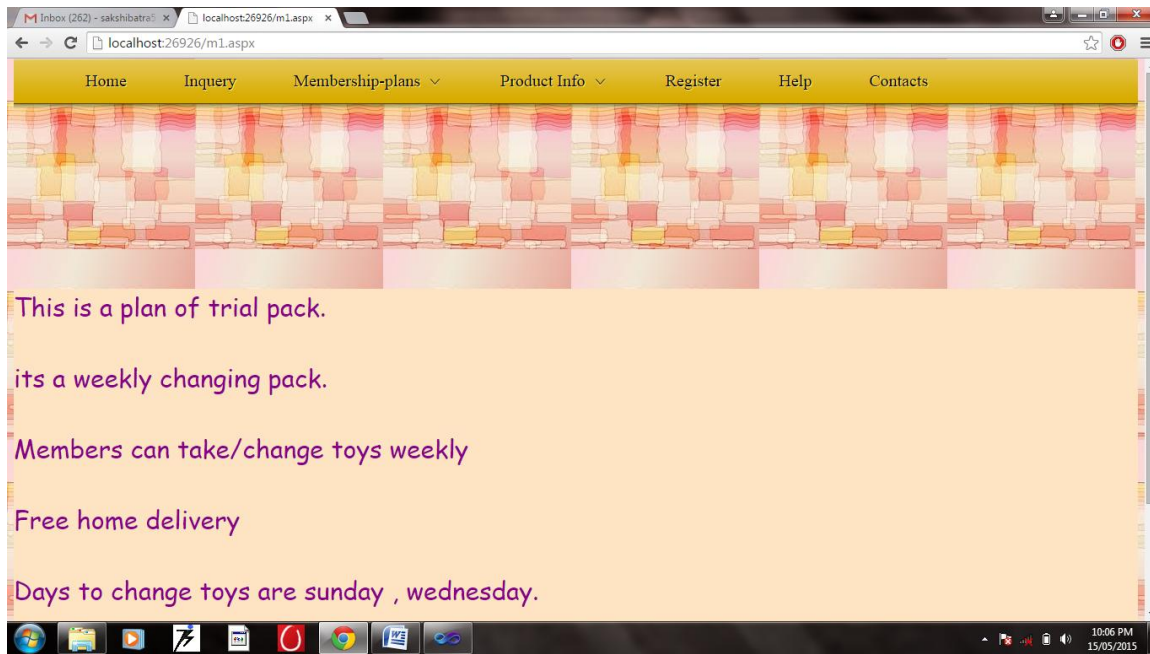 Inbox (262) - sakshibatra5
localhost:26926/m1.aspx
localhost:26926/m1.aspx
Home Inquery Membership-plans Product Info Register Help Contacts
This is a plan of trial pack.
its a weekly changing pack.
Members can take/change toys weekly
Free home delivery
Days to change toys are sunday , wednesday.
10:06 PM
15/05/2015